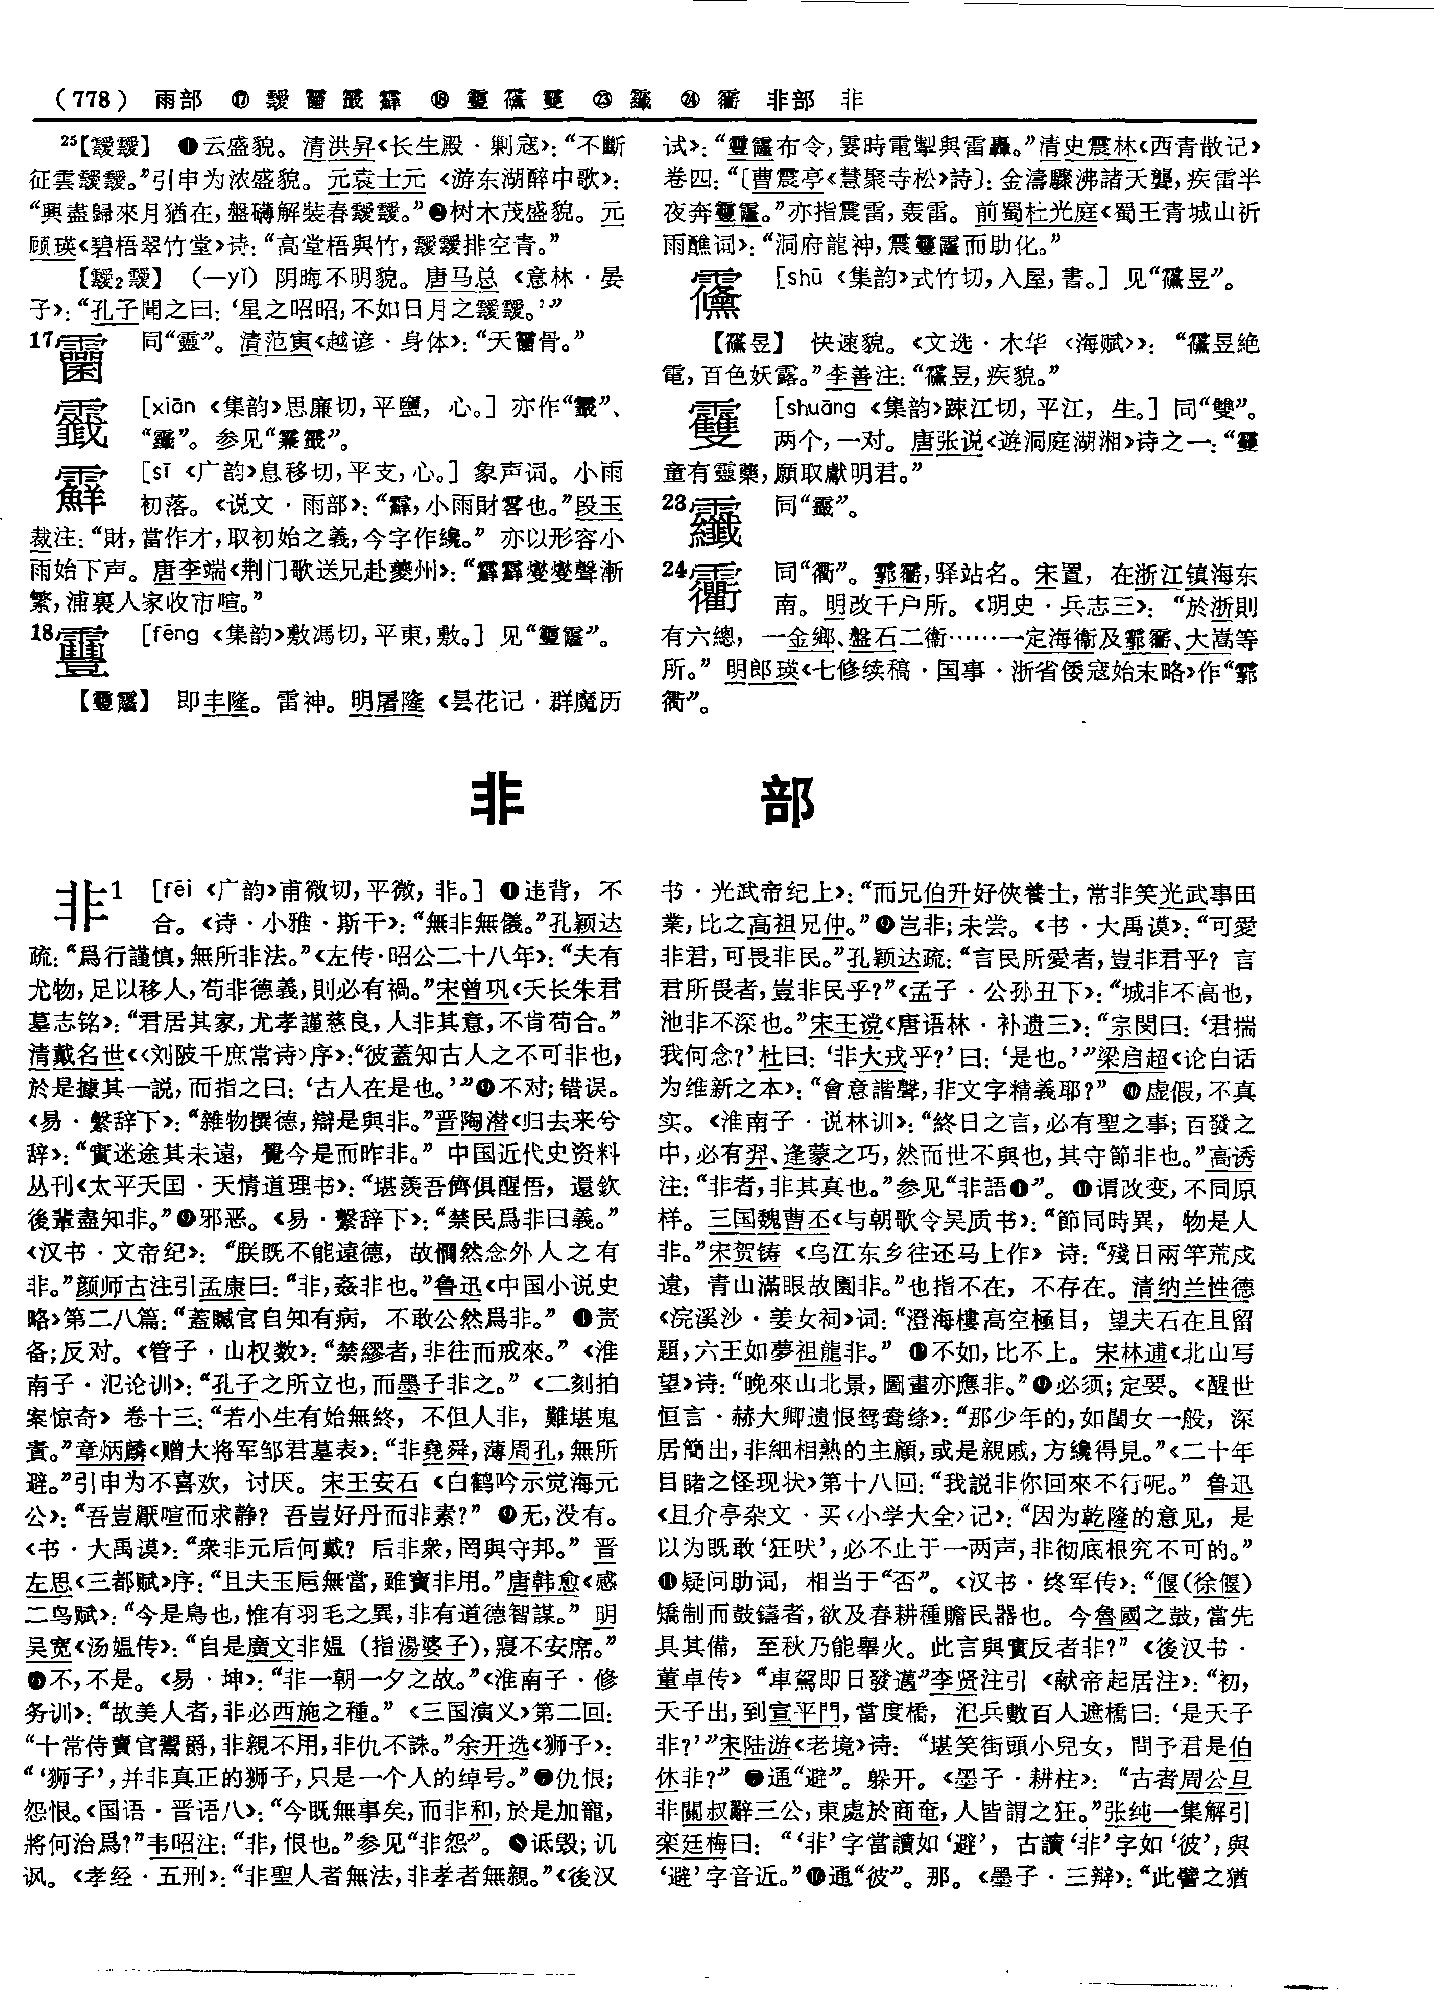 (778) 雨部 ⑰ 靉 䨩 䨘 䨛 ⑱ 靊 䨹 䨥 ㉓ 䨷 ㉔ 䨺 非部 非
25【靉靉】 ❶云盛貌。清洪昇《长生殿·剿寇》：“不斷
征雲靉靉。”引申为浓盛貌。元袁士元《游东湖醉中歌》：
“興盡歸來月猶在，盤礴解裝春靉靉。”❷树木茂盛貌。元
顾瑛《碧梧翠竹堂》诗：“高堂梧與竹，靉靉排空青。”
【靉2靆】 （—yǐ）阴晦不明貌。唐马总《意林·晏
子》：“孔子聞之曰：‘星之昭昭，不如日月之靉靉。’”
17 同“靈”。清范寅《越谚·身体》：“天 骨。”
[xiān《集韵》思廉切，平鹽，心。]亦作“ ”、
“ ”。参见“ ”。
[sī《广韵》息移切，平支，心。]象声词。小雨
初落。《说文·雨部》：“ ，小雨財 也。”段玉
裁注：“財，當作才，取初始之義，今字作纔。”亦以形容小
雨始下声。唐李端《荆门歌送兄赴夔州》：“ 燮燮聲漸
繁，浦裏人家收市喧。”
18靊 [fēng《集韵》敷馮切，平東，敷。]见“靊霳”。
【靊霳】 即丰隆。雷神。明屠隆《昙花记·群魔历
试》：“靊霳布令，霎時電掣與雷轟。”清史震林《西青散记》
卷四：“〔曹震亭《慧聚寺松》詩〕：金濤驟沸諸天聾，疾雷半
夜奔靊霳。”亦指震雷，轰雷。前蜀杜光庭《蜀王青城山祈
雨醮词》：“洞府龍神，震靊霳而助化。”
[shū《集韵》式竹切，入屋，書。]见“ 昱”。
【 昱】 快速貌。《文选·木华〈海赋〉》：“ 昱絶
電，百色妖露。”李善注：“ 昱，疾貌。”
䨥 [shuāng《集韵》踈江切，平江，生。]同“雙”。
两个，一对。唐张说《遊洞庭湖湘》诗之一：“䨥
童有靈藥，願取獻明君。”
23 同“ ”。
24 同“衢”。 ，驿站名。宋置，在浙江镇海东
南。明改千户所。《明史·兵志三》：“於浙則
有六總，一金鄉、盤石二衞……一定海衞及 、大嵩等
所。”明郎瑛《七修续稿·国事·浙省倭寇始末略》作“
衢”。
非 部
非1 [fēi《广韵》甫微切，平微，非。]❶违背，不
合。《诗·小雅·斯干》：“無非無儀。”孔颖达
疏：“爲行謹慎，無所非法。”《左传·昭公二十八年》：“夫有
尤物，足以移人，苟非德義，則必有禍。”宋曾巩《天长朱君
墓志铭》：“君居其家，尤孝謹慈良，人非其意，不肯苟合。”
清戴名世《〈刘陂千庶常诗〉序》：“彼蓋知古人之不可非也，
於是據其一説，而指之曰：‘古人在是也。’”❷不对；错误。
《易·繫辞下》：“雜物撰德，辯是與非。”晋陶潜《归去来兮
辞》：“實迷途其未遠，覺今是而昨非。”中国近代史资料
丛刊《太平天囯·天情道理书》：“堪羨吾儕俱醒悟，還欽
後輩盡知非。”❸邪恶。《易·繫辞下》：“禁民爲非曰義。”
《汉书·文帝纪》：“朕既不能遠德，故憪然念外人之有
非。”颜师古注引孟康曰：“非，姦非也。”鲁迅《中国小说史
略》第二八篇：“蓋贓官自知有病，不敢公然爲非。”❹责
备；反对。《管子·山权数》：“禁繆者，非往而戒來。”《淮
南子·氾论训》：“孔子之所立也，而墨子非之。”《二刻拍
案惊奇》卷十三：“若小生有始無終，不但人非，難堪鬼
責。”章炳麟《赠大将军邹君墓表》：“非堯舜，薄周孔，無所
避。”引申为不喜欢，讨厌。宋王安石《白鹤吟示觉海元
公》：“吾豈厭喧而求静？吾豈好丹而非素？”❺无，没有。
《书·大禹谟》：“衆非元后何戴？后非衆，罔與守邦。”晋
左思《三都赋》序：“且夫玉卮無當，雖寶非用。”唐韩愈《感
二鸟赋》：“今是鳥也，惟有羽毛之異，非有道德智謀。”明
吴宽《汤媪传》：“自是廣文非媪（指湯婆子），寢不安席。”
❻不，不是。《易·坤》：“非一朝一夕之故。”《淮南子·修
务训》：“故美人者，非必西施之種。”《三国演义》第二回：
“十常侍賣官鬻爵，非親不用，非仇不誅。”余开选《狮子》：
“‘狮子’，并非真正的狮子，只是一个人的绰号。”❼仇恨；
怨恨。《国语·晋语八》：“今既無事矣，而非和，於是加寵，
將何治爲？”韦昭注：“非，恨也。”参见“非怨”。❽诋毁；讥
讽。《孝经·五刑》：“非聖人者無法，非孝者無親。”《後汉
书·光武帝纪上》：“而兄伯升好俠養士，常非笑光武事田
業，比之高祖兄仲。”❾岂非；未尝。《书·大禹谟》：“可愛
非君，可畏非民。”孔颖达疏：“言民所愛者，豈非君乎？言
君所畏者，豈非民乎？”《孟子·公孙丑下》：“城非不高也，
池非不深也。”宋王谠《唐语林·补遗三》：“宗閔曰：‘君揣
我何念？’杜曰：‘非大戎乎？’曰：‘是也。’”梁启超《论白话
为维新之本》：“會意諧聲，非文字精義耶？”❿虚假，不真
实。《淮南子·说林训》：“終日之言，必有聖之事；百發之
中，必有羿、逢蒙之巧，然而世不與也，其守節非也。”高诱
注：“非者，非其真也。”参见“非語❶”。⓫谓改变，不同原
样。三国魏曹丕《与朝歌令吴质书》：“節同時異，物是人
非。”宋贺铸《乌江东乡往还马上作》诗：“殘日兩竿荒戍
遠，青山滿眼故園非。”也指不在，不存在。清纳兰性德
《浣溪沙·姜女祠》词：“澄海樓高空極目，望夫石在且留
題，六王如夢祖龍非。”⓬不如，比不上。宋林逋《北山写
望》诗：“晚來山北景，圖畫亦應非。”⓭必须；定要。《醒世
恒言·赫大卿遗恨鸳鸯绦》：“那少年的，如閨女一般，深
居簡出，非細相熟的主顧，或是親戚，方纔得見。”《二十年
目睹之怪现状》第十八回：“我説非你回來不行呢。”鲁迅
《且介亭杂文·买〈小学大全〉记》：“因为乾隆的意见，是
以为既敢‘狂吠’，必不止于一两声，非彻底根究不可的。”
⓮疑问助词，相当于“否”。《汉书·终军传》：“偃（徐偃）
矯制而鼓鑄者，欲及春耕種贍民器也。今魯國之鼓，當先
具其備，至秋乃能舉火。此言與實反者非？”《後汉书·
董卓传》“車駕即日發邁”李贤注引《献帝起居注》：“初，
天子出，到宣平門，當度橋，氾兵數百人遮橋曰：‘是天子
非？’”宋陆游《老境》诗：“堪笑街頭小兒女，問予君是伯
休非？”⓯通“避”。躲开。《墨子·耕柱》：“古者周公旦
非關叔辭三公，東處於商奄，人皆謂之狂。”张纯一集解引
栾廷梅曰：“‘非’字當讀如‘避’，古讀‘非’字如‘彼’，與
‘避’字音近。”⓰通“彼”。那。《墨子·三辩》：“此譬之猶